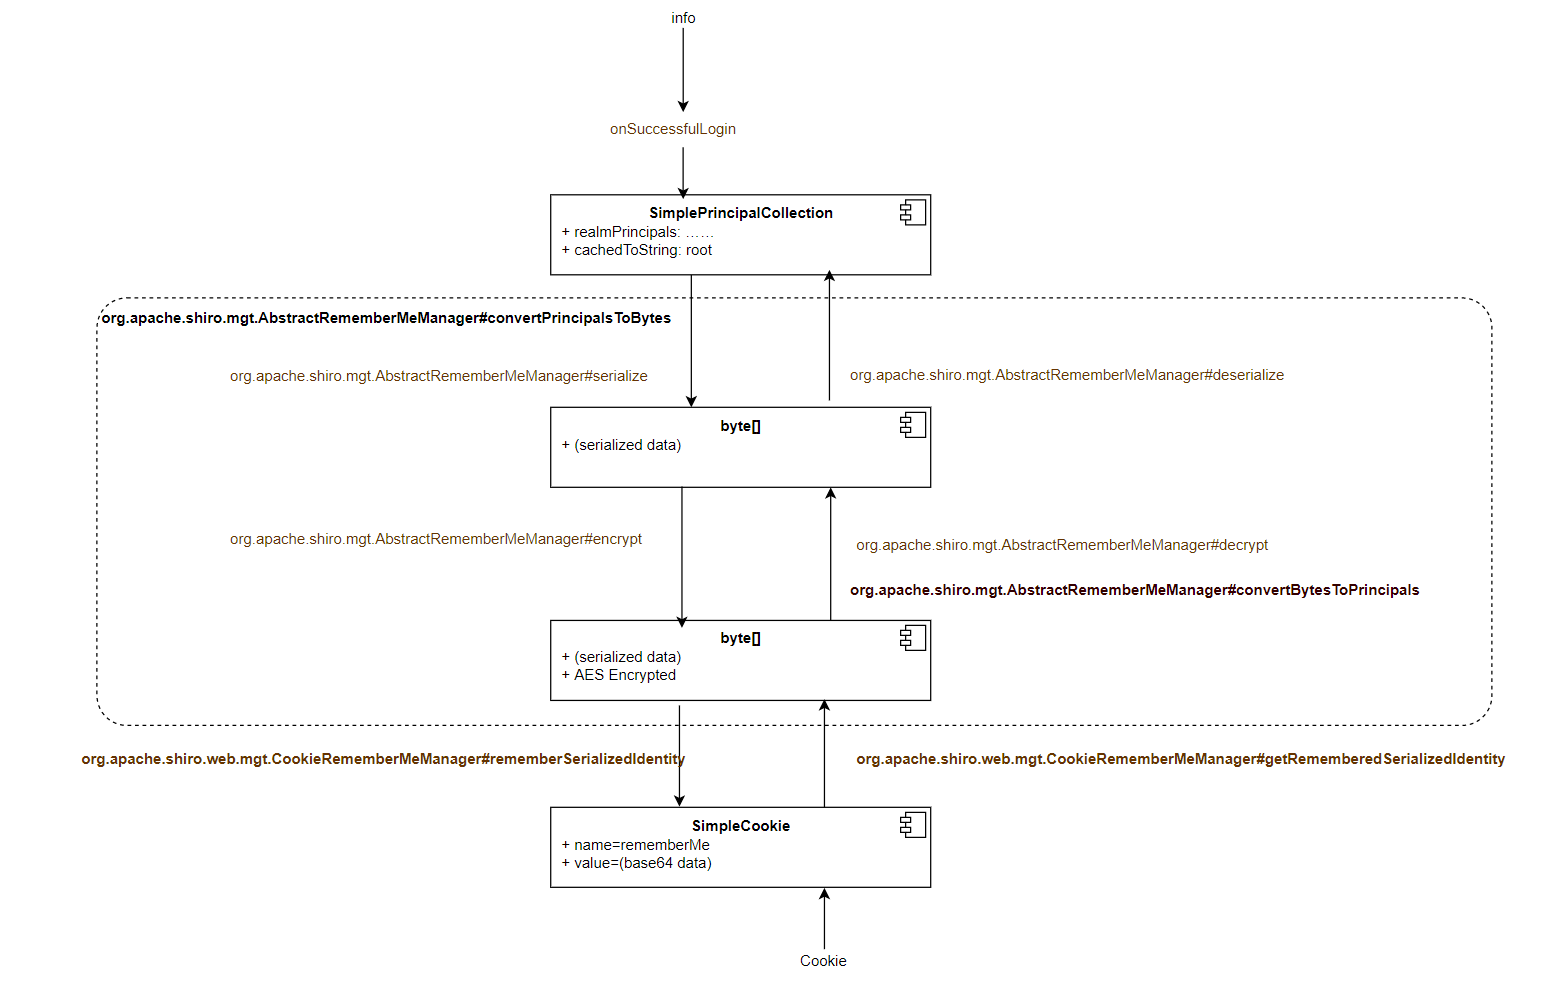 info
onSuccessfulLogin
SimplePrincipalCollection
+ realmPrincipals: ……
+ cachedToString: root
org.apache.shiro.mgt.AbstractRememberMeManager#convertPrincipalsToBytes
org.apache.shiro.mgt.AbstractRememberMeManager#serialize
org.apache.shiro.mgt.AbstractRememberMeManager#deserialize
byte[]
+ (serialized data)
org.apache.shiro.mgt.AbstractRememberMeManager#encrypt
org.apache.shiro.mgt.AbstractRememberMeManager#decrypt
org.apache.shiro.mgt.AbstractRememberMeManager#convertBytesToPrincipals
byte[]
+ (serialized data)
+ AES Encrypted
org.apache.shiro.web.mgt.CookieRememberMeManager#rememberSerializedIdentity
org.apache.shiro.web.mgt.CookieRememberMeManager#getRememberedSerializedIdentity
SimpleCookie
+ name=rememberMe
+ value=(base64 data)
Cookie